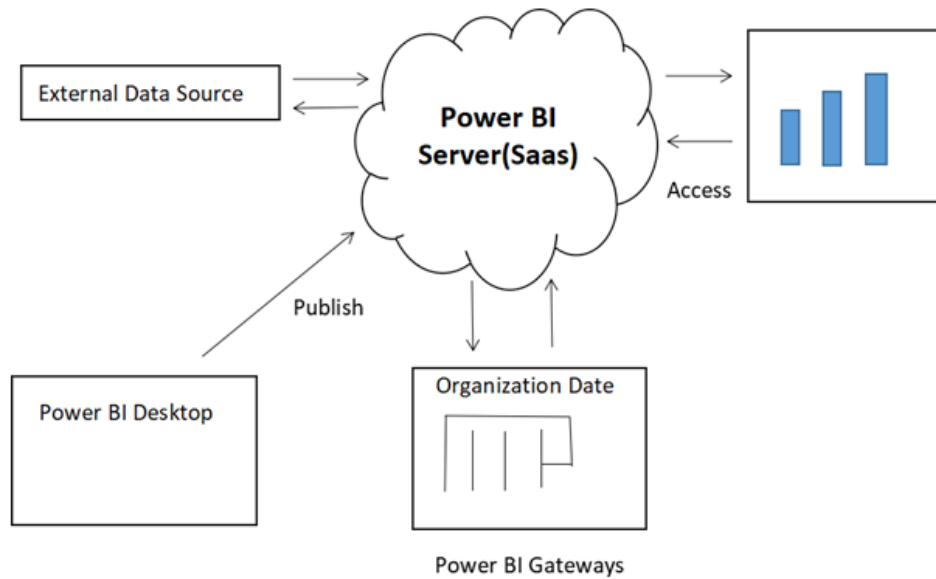 External Data Source
Power BI
Server(Saas)
Access
Publish
Power BI Desktop
Organization Date
Power BI Gateways